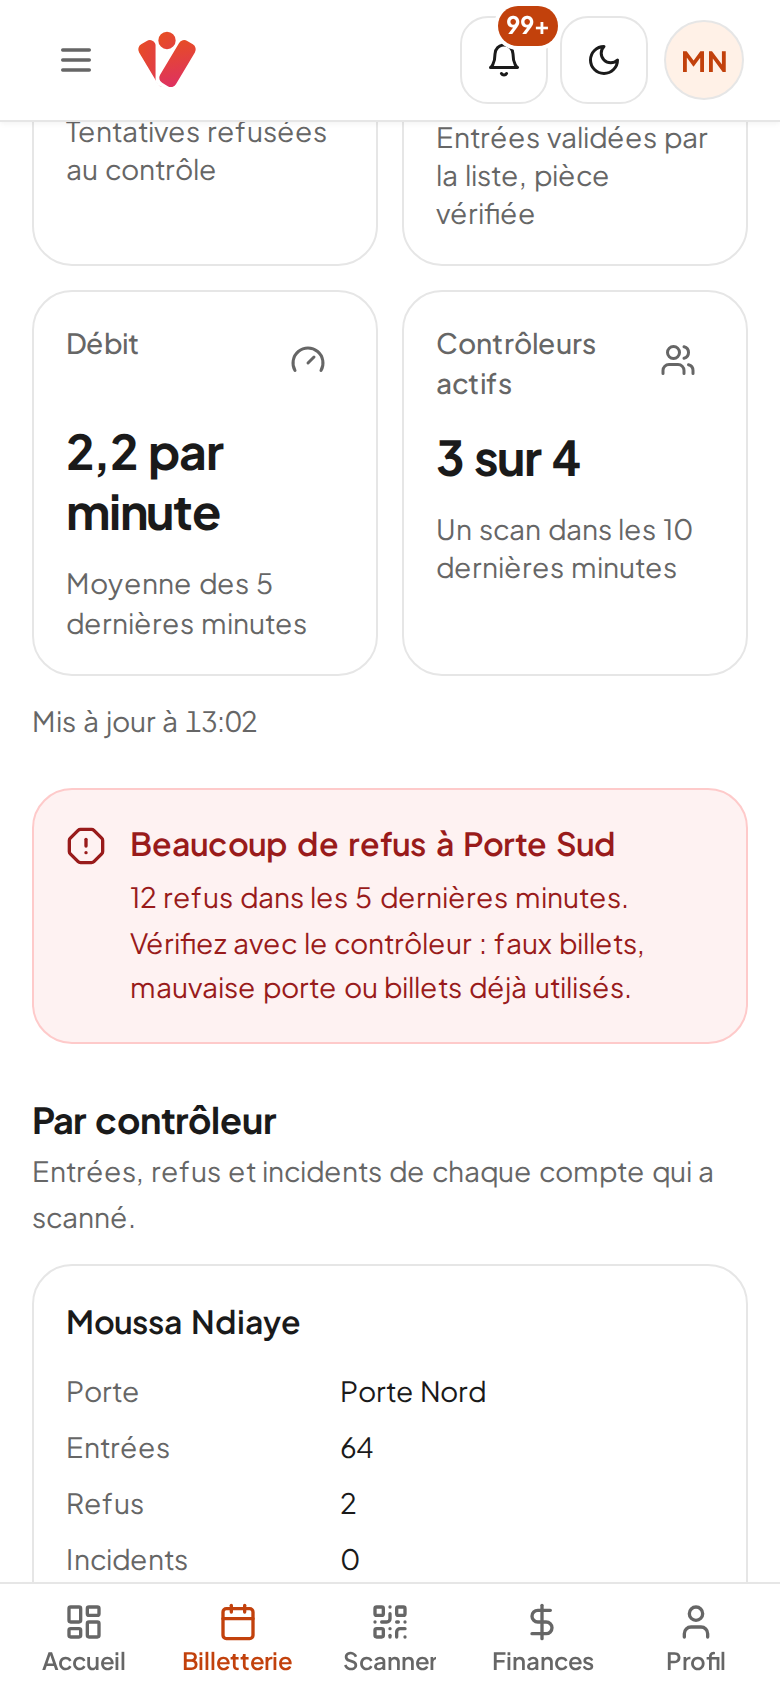 99+
MN
Tentatives refusées
au contrôle
Entrées validées par
la liste, pièce
vérifiée
Débit
2,2 par
minute
Moyenne des 5
dernières minutes
Contrôleurs
actifs
3 sur 4
Un scan dans les 10
dernières minutes
Mis à jour à 13:02
Beaucoup de refus à Porte Sud
12 refus dans les 5 dernières minutes.
Vérifiez avec le contrôleur : faux billets,
mauvaise porte ou billets déjà utilisés.
Par contrôleur
Entrées, refus et incidents de chaque compte qui a
scanné.
Moussa Ndiaye
Porte Porte Nord
Entrées 64
Refus 2
Incidents 0
Accueil Billetterie Scanner Finances Profil